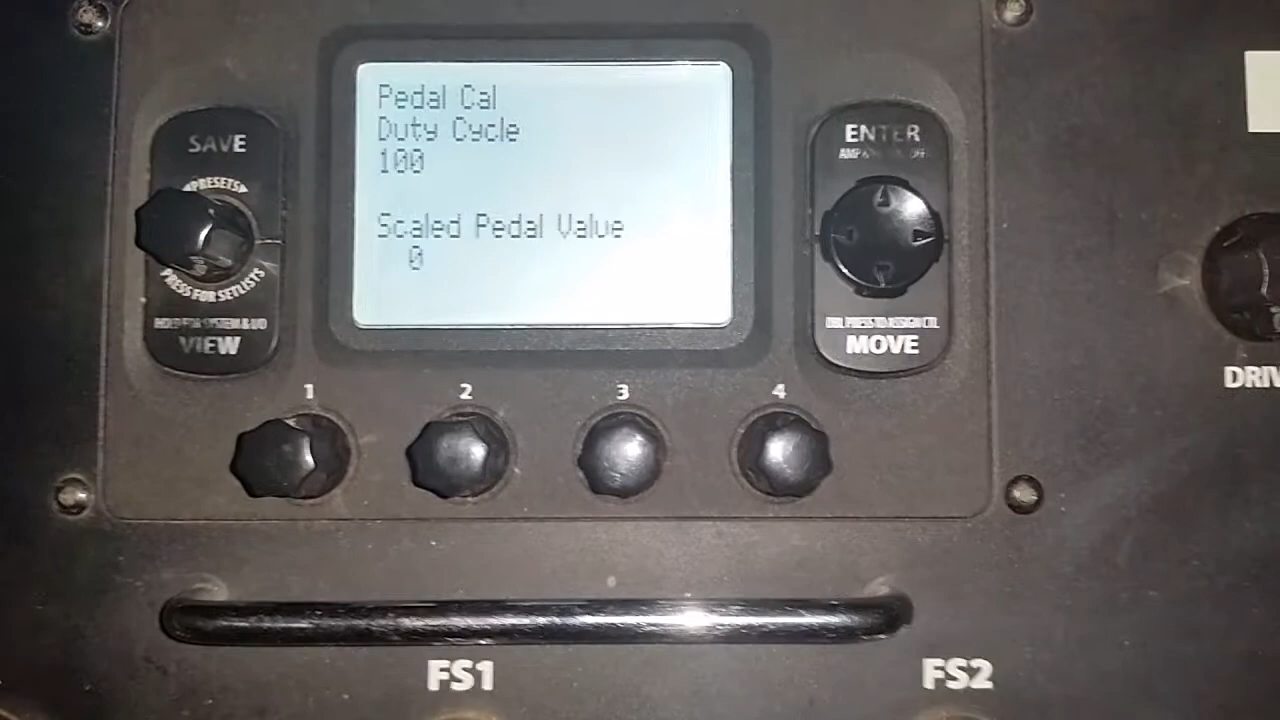 Pedal Cal
Duty Cycle
100
Scaled Pedal Value
0
SAVE
PRESETS
PRESS FOR SETLISTS
VIEW
ENTER
MOVE
1
2
3
4
DRIV
FS1
FS2